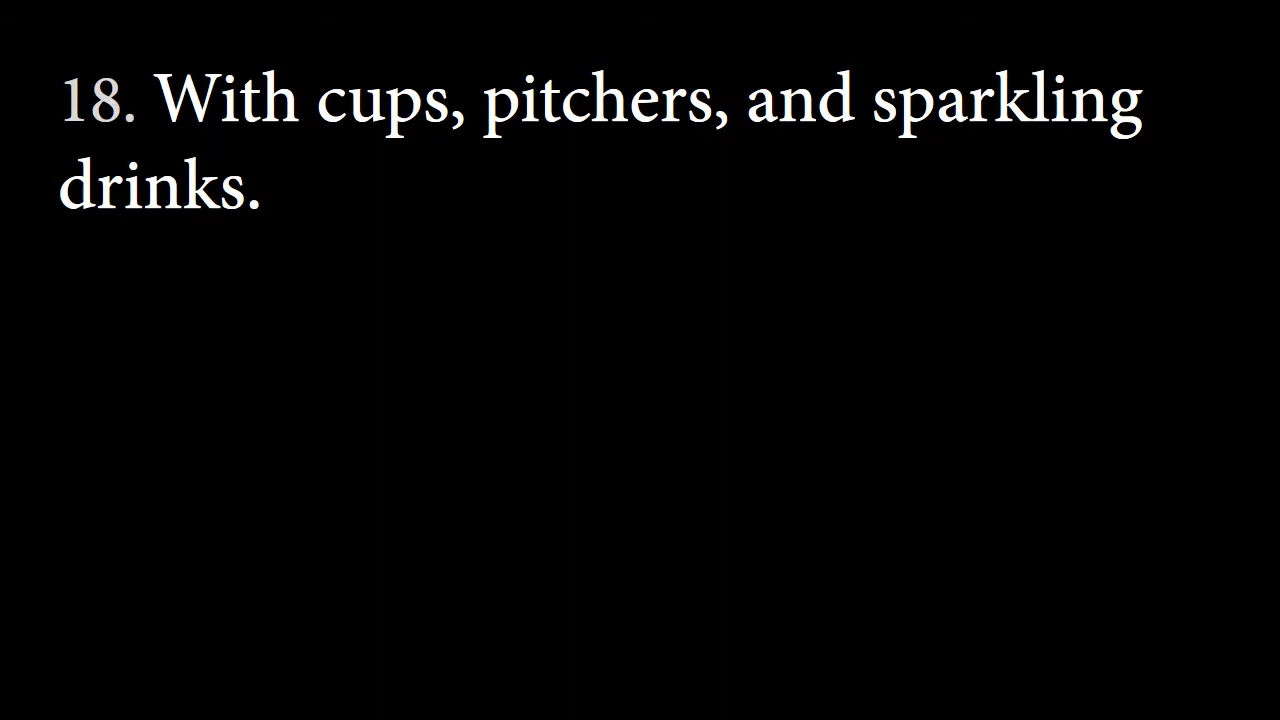 18. With cups, pitchers, and sparkling
drinks.